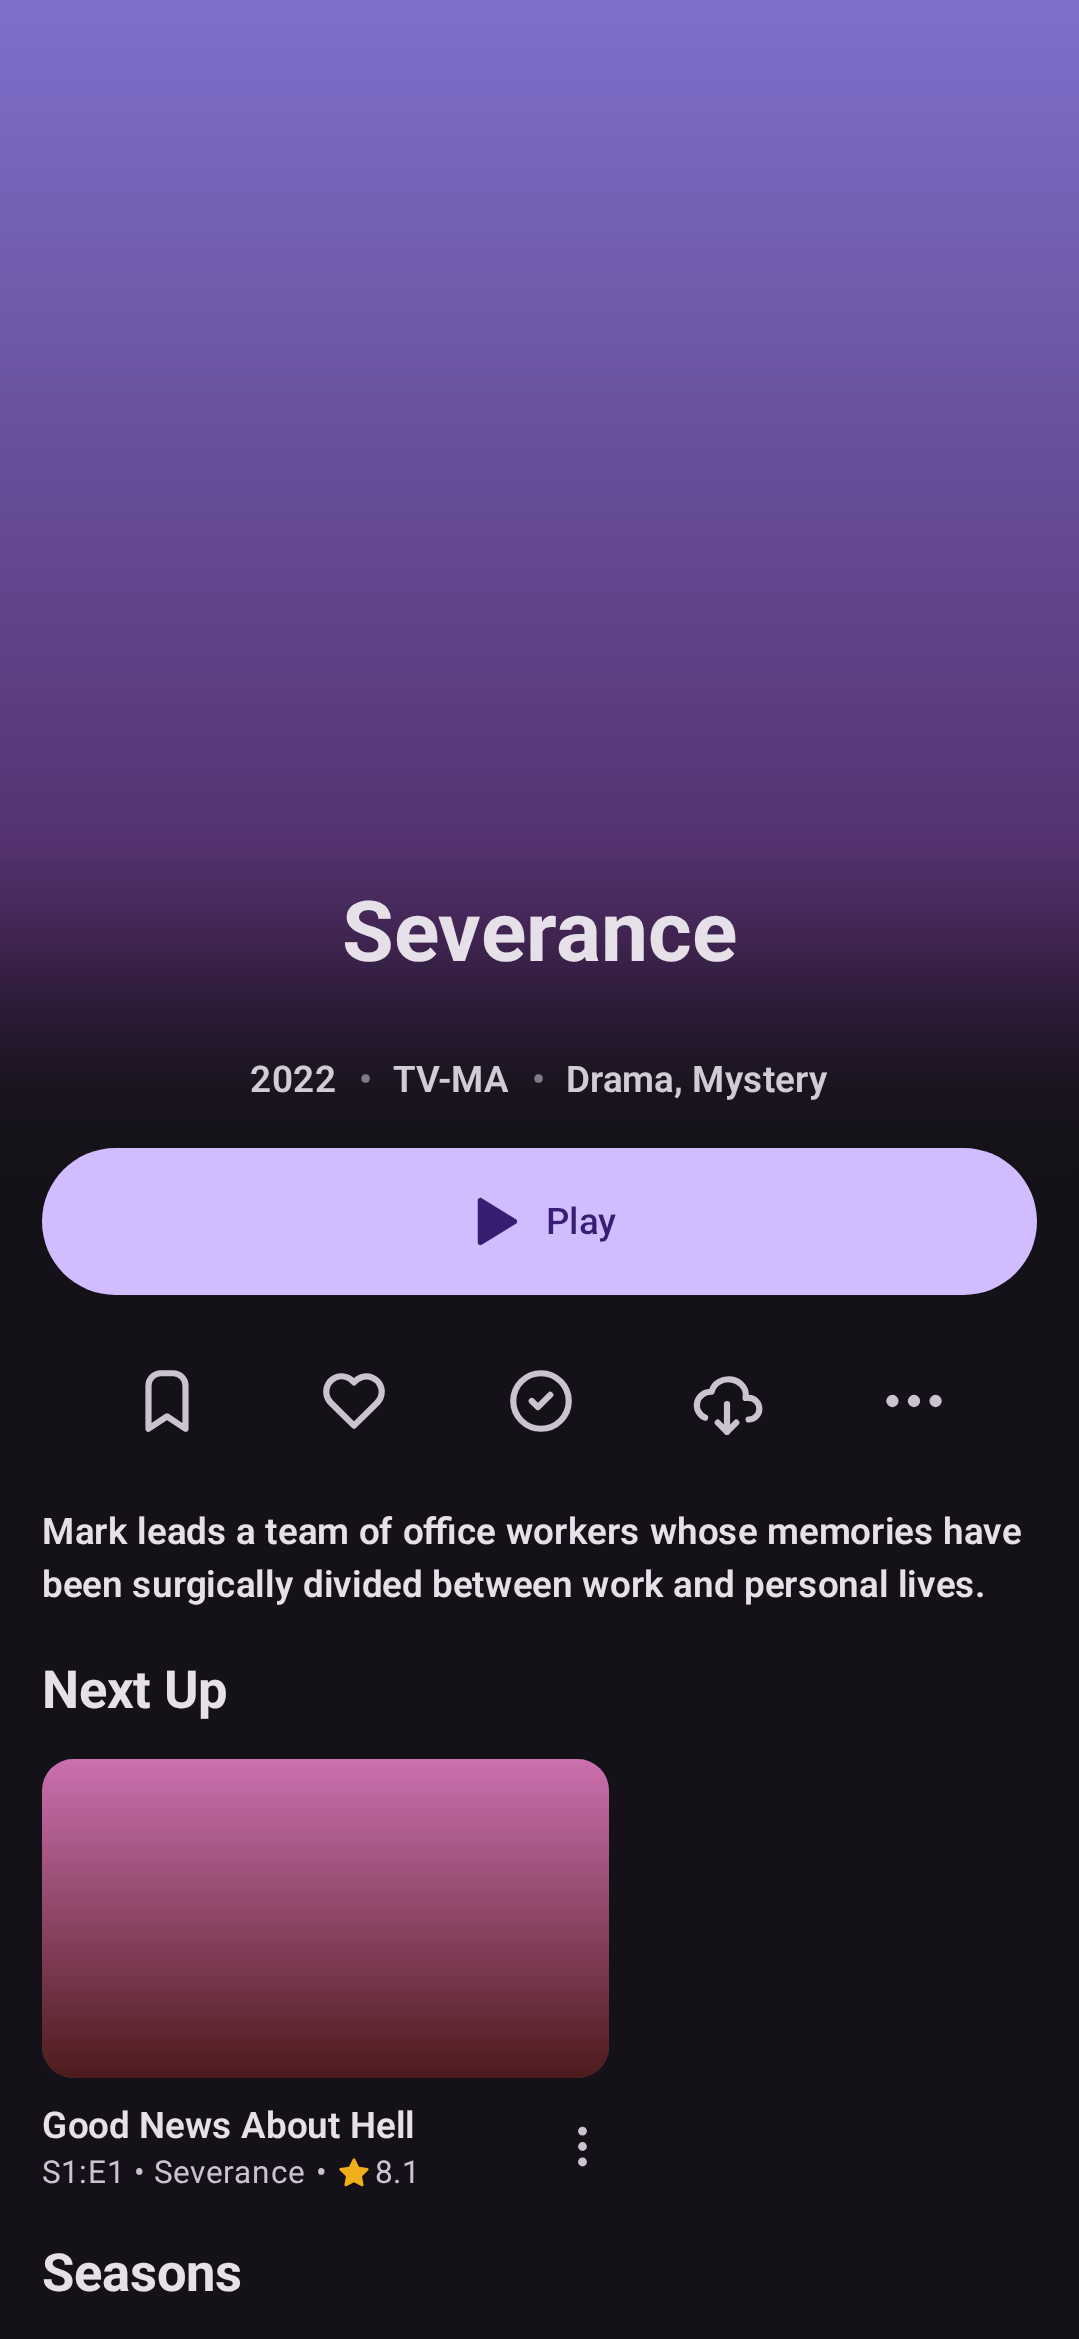 Severance
2022 • TV-MA • Drama, Mystery
Play
Mark leads a team of office workers whose memories have
been surgically divided between work and personal lives.
Next Up
Good News About Hell
S1:E1 • Severance • ⭐ 8.1
Seasons